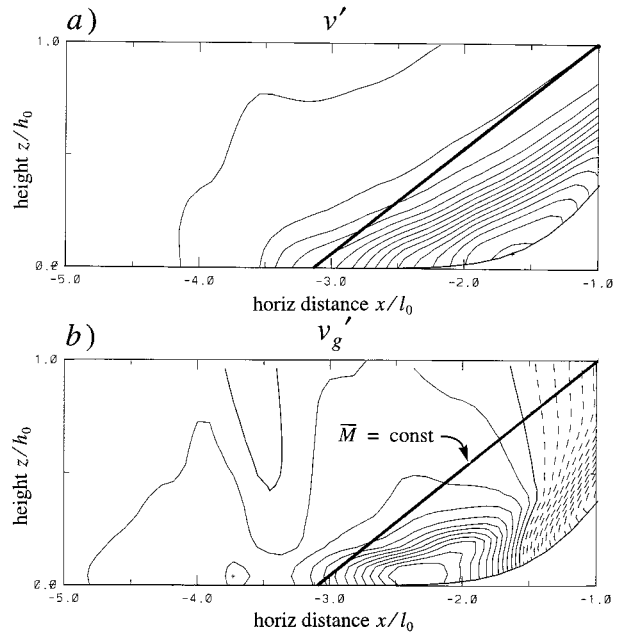 a) v′
1.0
height z/h₀
0.0
-5.0 -4.0 -3.0 -2.0 -1.0
horiz distance x/l₀
b) v_g′
1.0
M̅ = const
height z/h₀
0.0
-5.0 -4.0 -3.0 -2.0 -1.0
horiz distance x/l₀